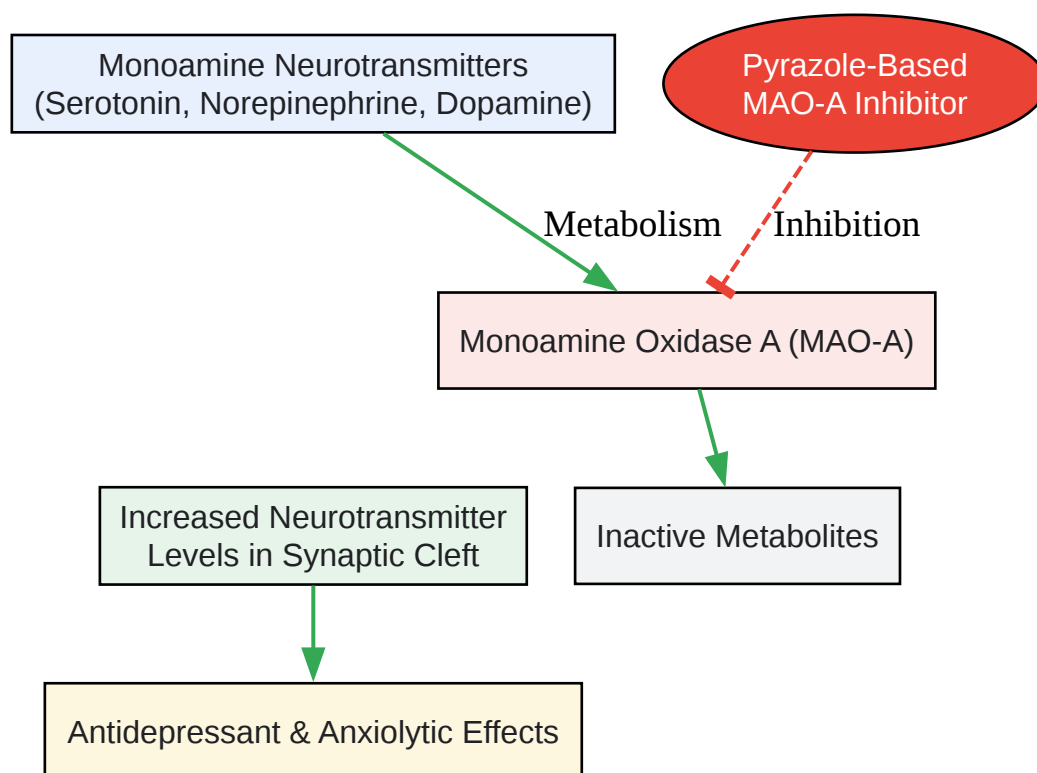 Monoamine Neurotransmitters
(Serotonin, Norepinephrine, Dopamine)
Pyrazole-Based
MAO-A Inhibitor
Metabolism
Inhibition
Monoamine Oxidase A (MAO-A)
Increased Neurotransmitter
Levels in Synaptic Cleft
Inactive Metabolites
Antidepressant & Anxiolytic Effects